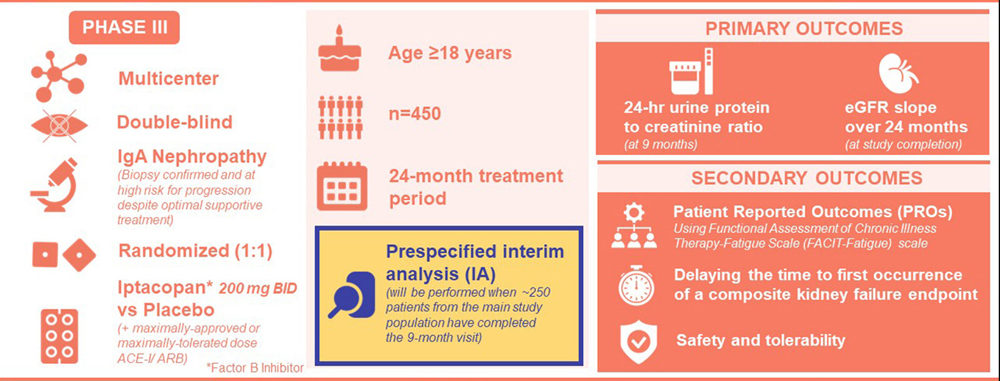 PHASE III
Multicenter
Double-blind
IgA Nephropathy
(Biopsy confirmed and at
high risk for progression
despite optimal supportive
treatment)
Randomized (1:1)
Iptacopan* 200 mg BID
vs Placebo
(+ maximally-approved or
maximally-tolerated dose
ACE-I/ ARB)
*Factor B Inhibitor
Age ≥18 years
n=450
24-month treatment
period
Prespecified interim
analysis (IA)
(will be performed when ~250
patients from the main study
population have completed
the 9-month visit)
PRIMARY OUTCOMES
24-hr urine protein
to creatinine ratio
(at 9 months)
eGFR slope
over 24 months
(at study completion)
SECONDARY OUTCOMES
Patient Reported Outcomes (PROs)
Using Functional Assessment of Chronic Illness
Therapy-Fatigue Scale (FACIT-Fatigue) scale
Delaying the time to first occurrence
of a composite kidney failure endpoint
Safety and tolerability